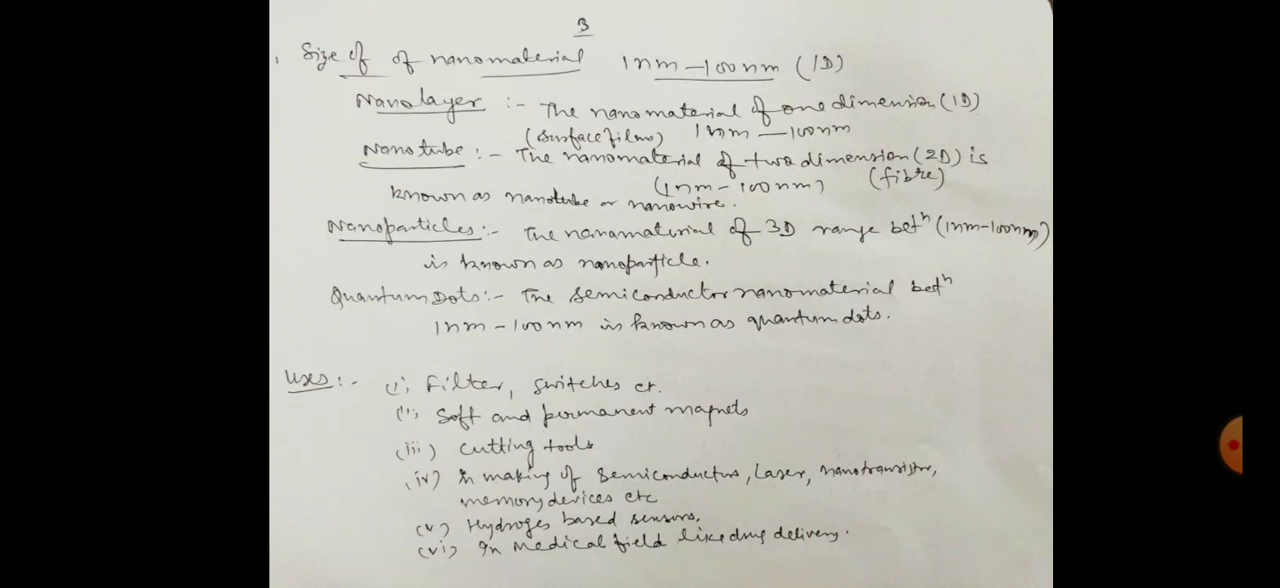 3
Size of of nanomaterial 1nm - 100nm (1D)
Nanolayer :- The nanomaterial of one dimension (1D)
(surface films) 1nm - 100nm
Nanotube :- The nanomaterial of two dimension (2D) is
(1nm - 100nm) (fibre)
known as nanotube or nanowire.
Nanoparticles :- The nanomaterial of 3D range betn (1nm-100nm)
is known as nanoparticle.
Quantum Dots :- The semiconductor nanomaterial betn
1nm - 100nm is known as quantum dots.
Uses :- (i) Filter, switches et.
(ii) Soft and permanent magnets
(iii) Cutting tools
(iv) In making of semiconductors, Laser, nanotransistor,
memory devices etc
(v) Hydroges based sensors,
(vi) In Medical field like drug delivery.